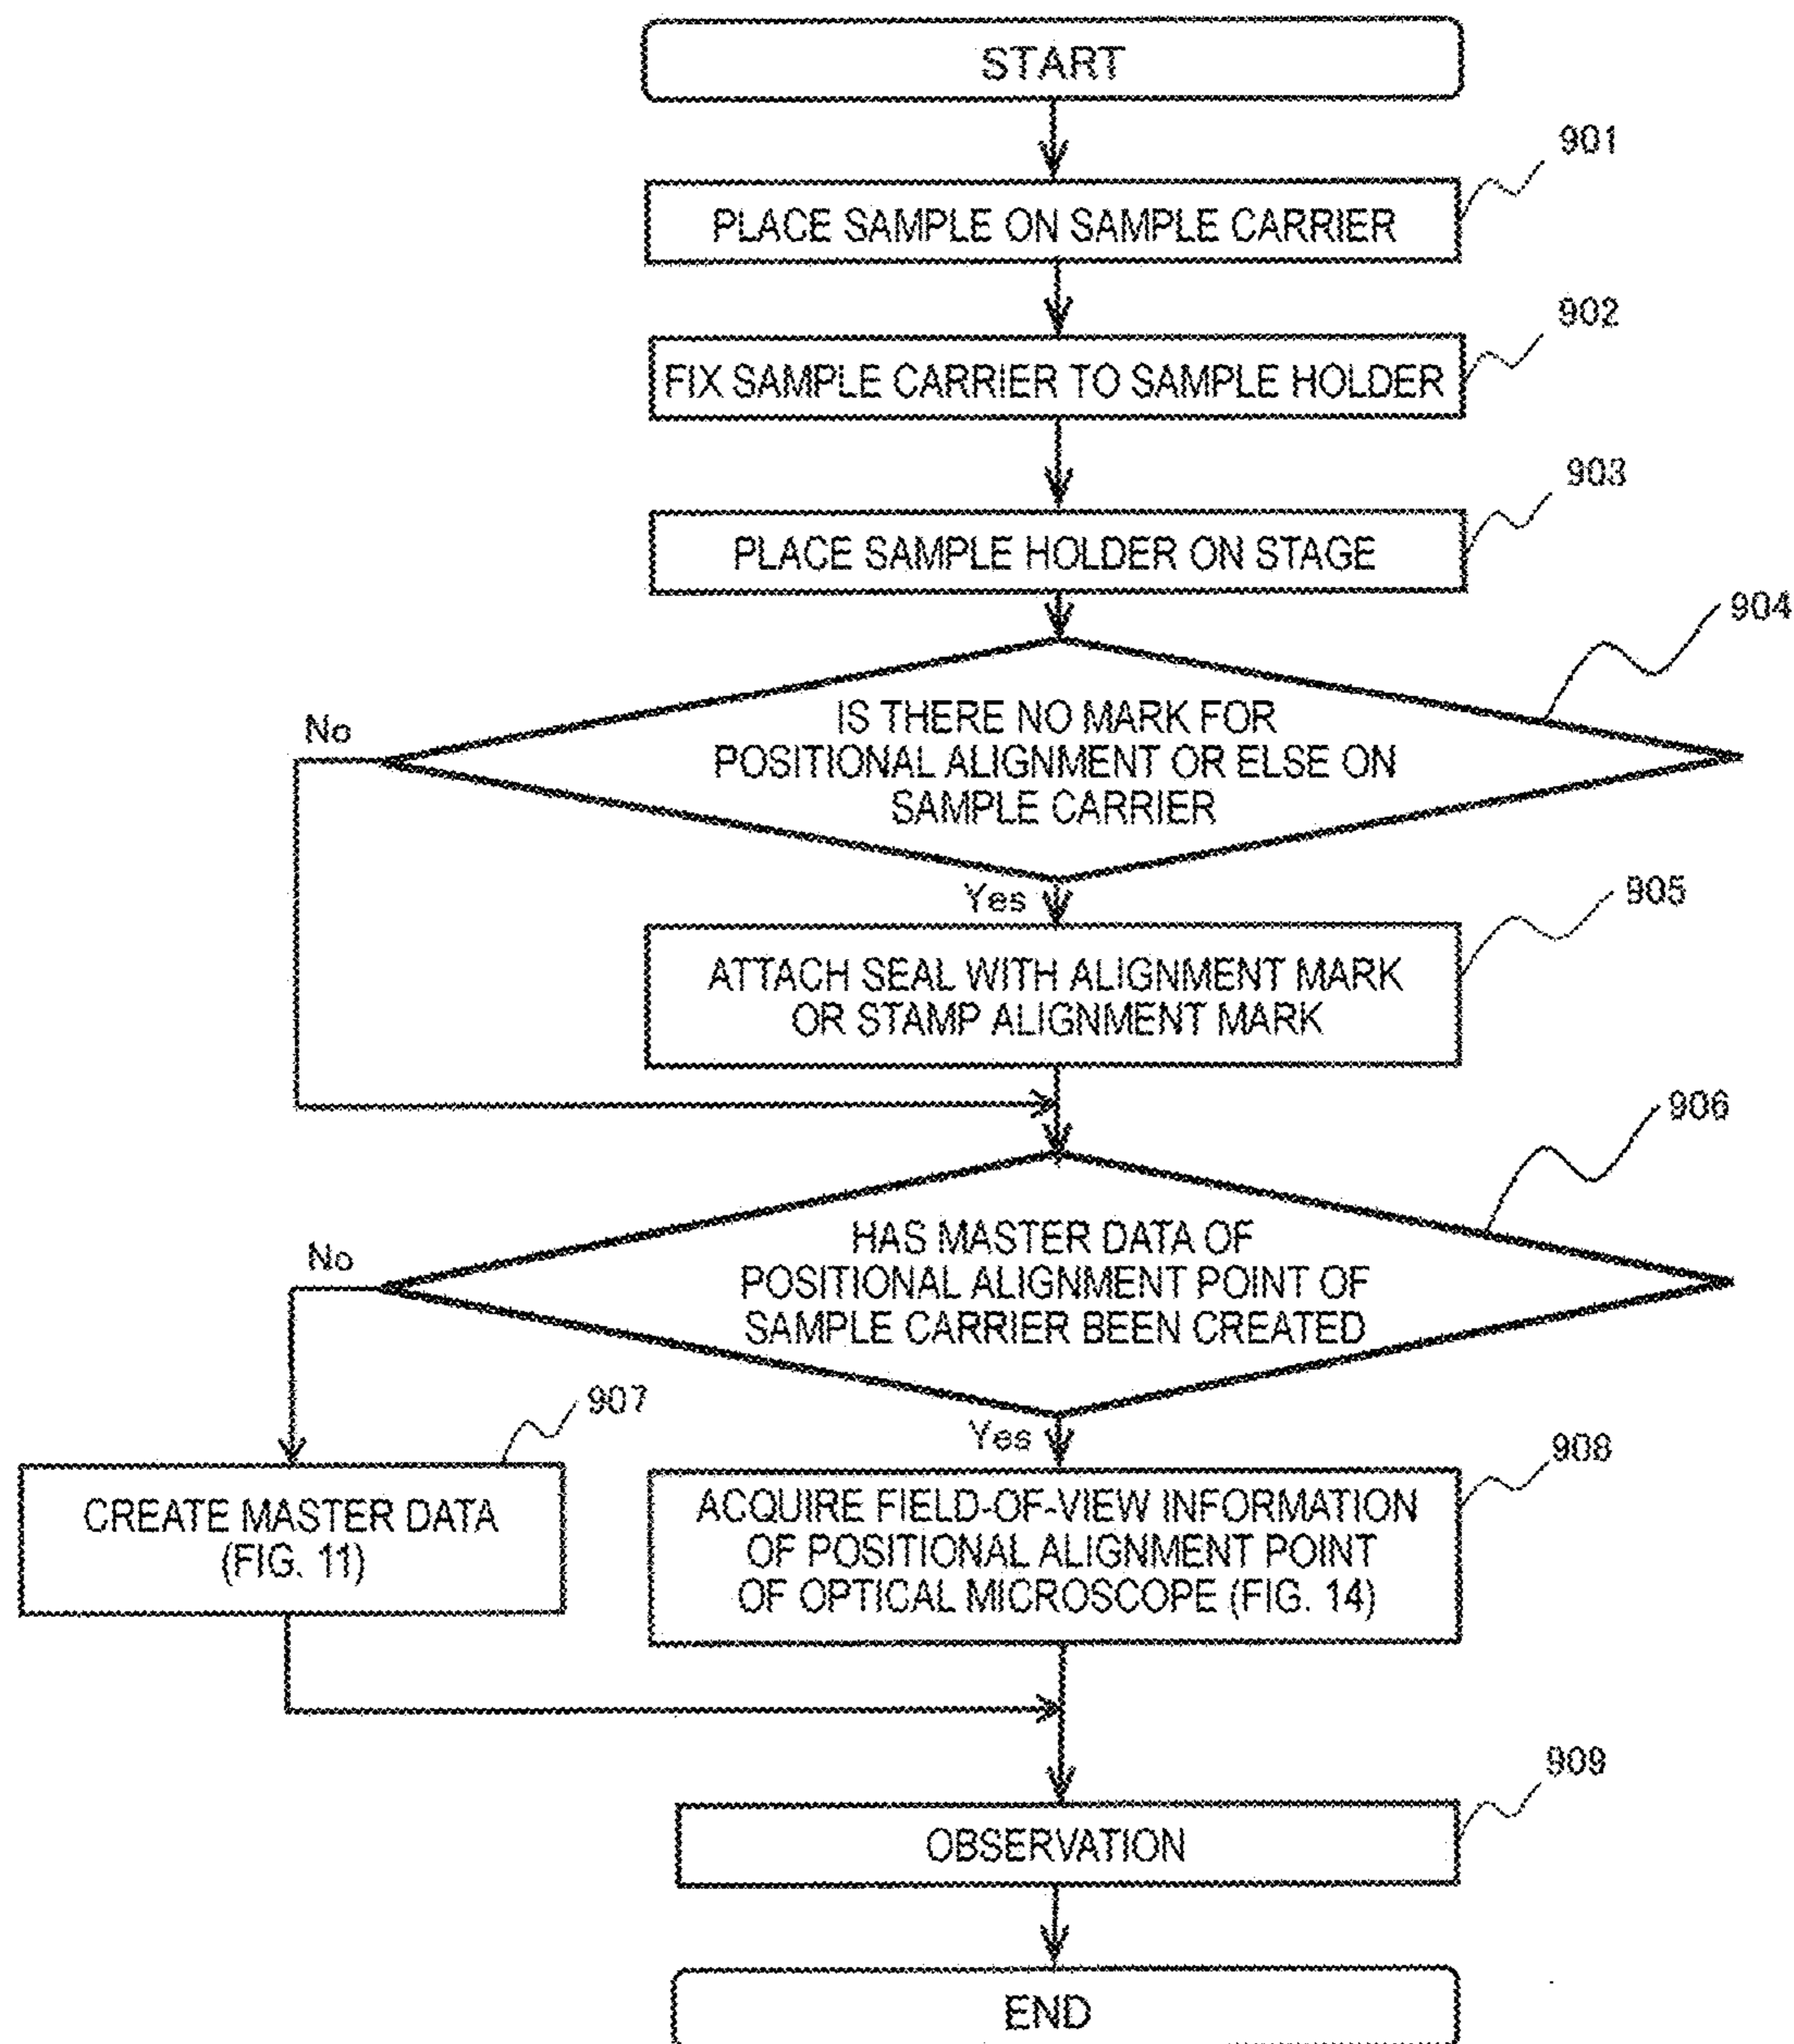 START
901
PLACE SAMPLE ON SAMPLE CARRIER
902
FIX SAMPLE CARRIER TO SAMPLE HOLDER
903
PLACE SAMPLE HOLDER ON STAGE
904
IS THERE NO MARK FOR
POSITIONAL ALIGNMENT OR ELSE ON
SAMPLE CARRIER
No
Yes
905
ATTACH SEAL WITH ALIGNMENT MARK
OR STAMP ALIGNMENT MARK
906
HAS MASTER DATA OF
POSITIONAL ALIGNMENT POINT OF
SAMPLE CARRIER BEEN CREATED
No
Yes
907
CREATE MASTER DATA
(FIG. 11)
908
ACQUIRE FIELD-OF-VIEW INFORMATION
OF POSITIONAL ALIGNMENT POINT
OF OPTICAL MICROSCOPE (FIG. 14)
909
OBSERVATION
END